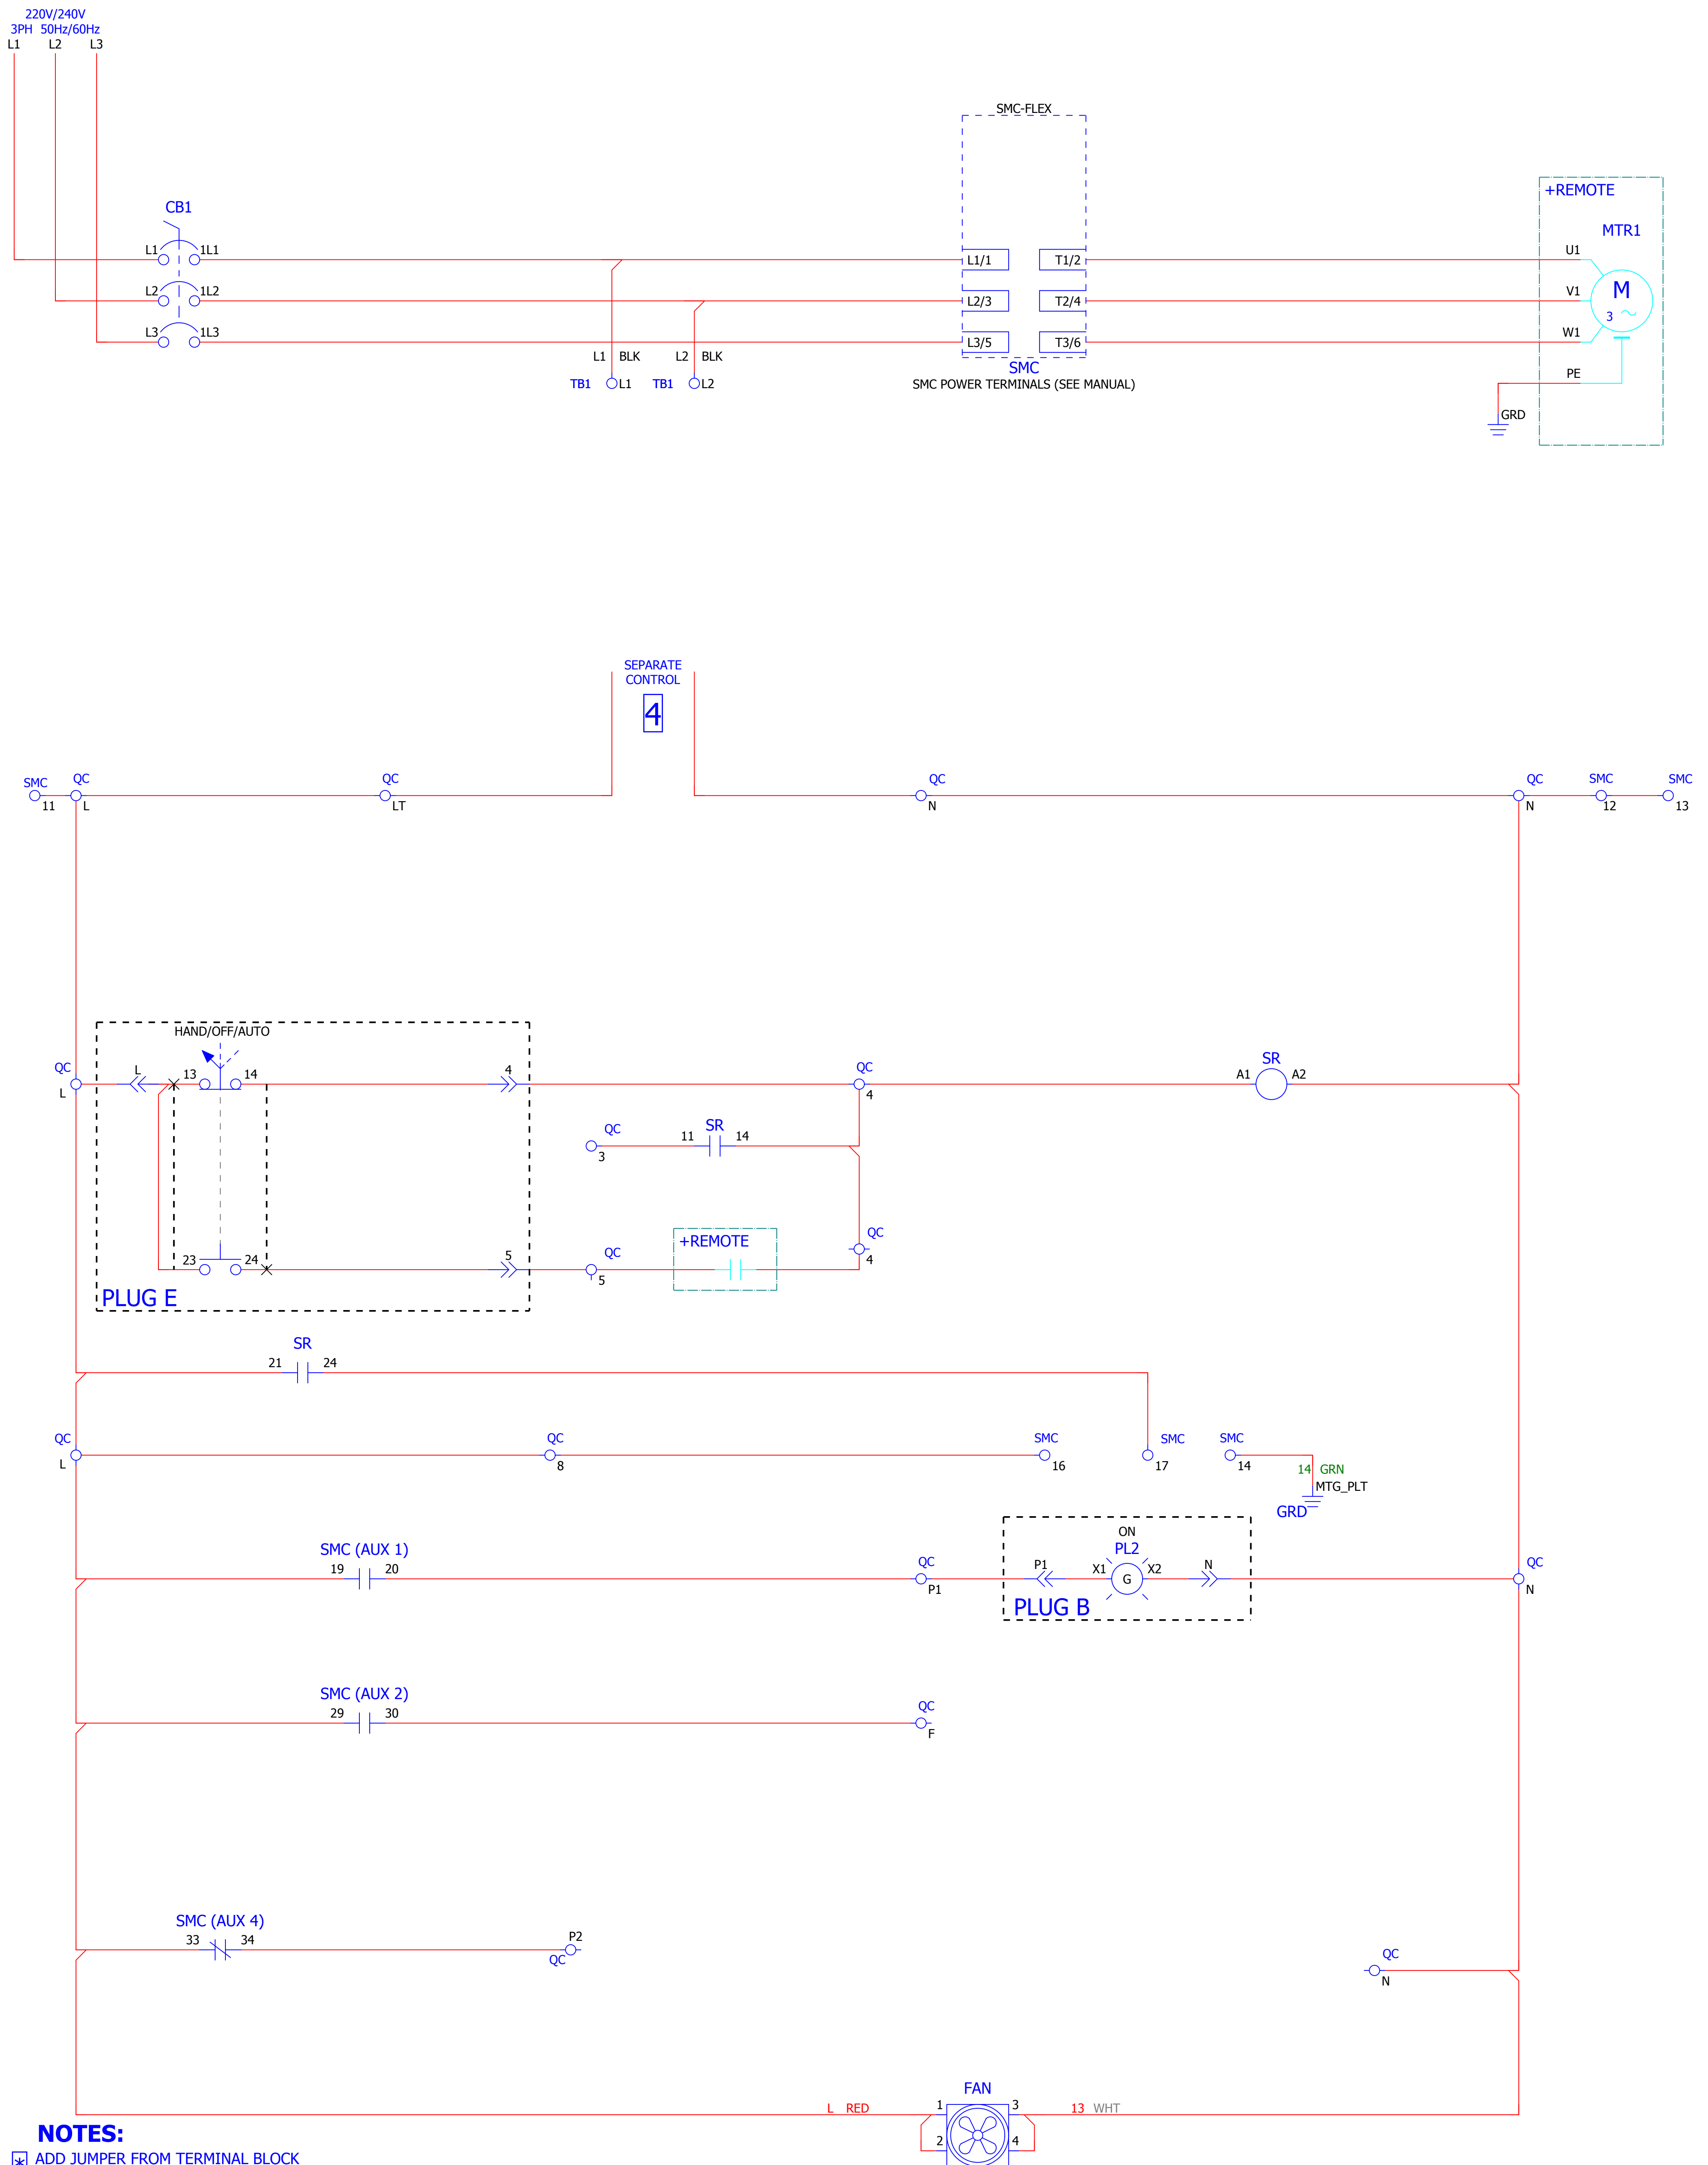 220V/240V
3PH 50Hz/60Hz
L1 L2 L3
SMC-FLEX
CB1
+REMOTE
MTR1
L1 1L1
L1/1 T1/2
U1
L2 1L2
L2/3 T2/4
V1
M
3
L3 1L3
L3/5 T3/6
W1
L1 BLK L2 BLK
SMC
PE
TB1 L1 TB1 L2
SMC POWER TERMINALS (SEE MANUAL)
GRD
SEPARATE
CONTROL
4
SMC QC QC QC QC SMC SMC
11 L LT N N 12 13
HAND/OFF/AUTO
QC L 13 14 4 QC SR
A1 A2
L 4
QC SR
11 14
3
+REMOTE
QC
23 24 5 QC
4
5
PLUG E
SR
21 24
QC QC SMC SMC SMC
L 8 16 17 14
14 GRN
MTG_PLT
GRD
ON
SMC (AUX 1) PL2
19 20 QC P1 X1 G X2 N QC
P1 N
PLUG B
SMC (AUX 2)
29 30 QC
F
SMC (AUX 4)
33 34 P2
QC
QC
N
FAN
L RED 1 3 13 WHT
2 4
NOTES:
* ADD JUMPER FROM TERMINAL BLOCK